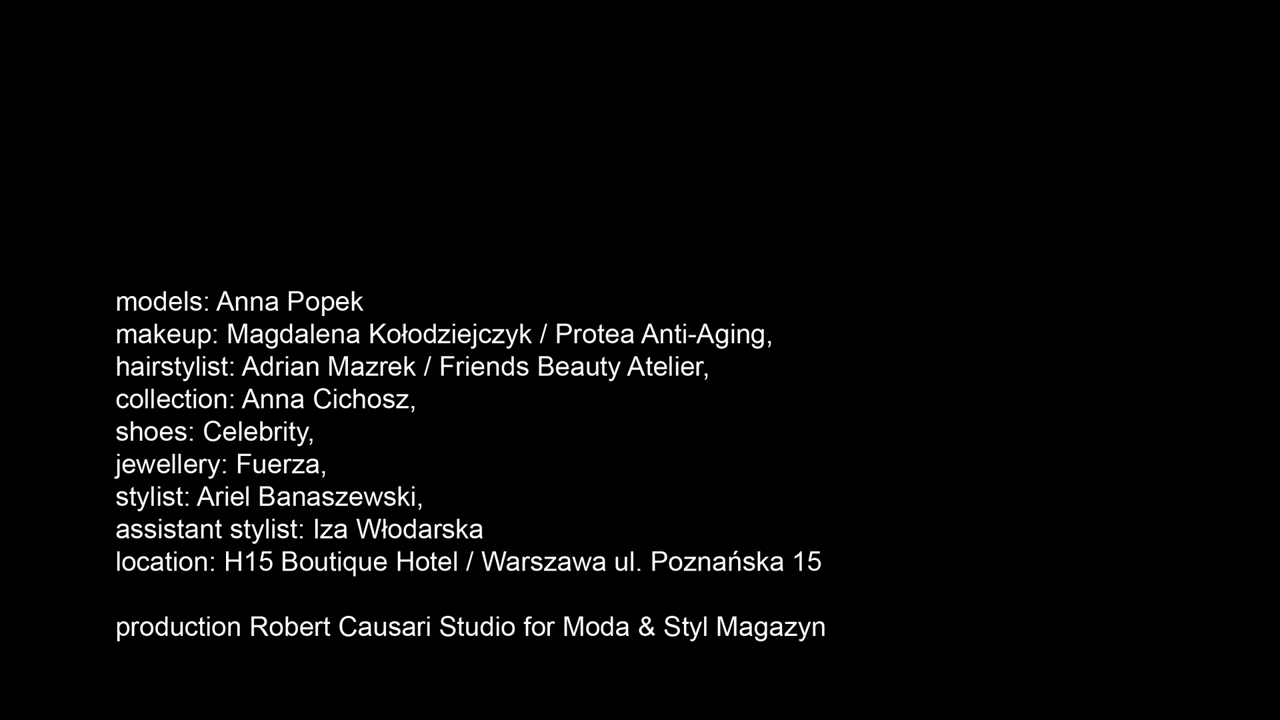 models: Anna Popek
makeup: Magdalena Kołodziejczyk / Protea Anti-Aging,
hairstylist: Adrian Mazrek / Friends Beauty Atelier,
collection: Anna Cichosz,
shoes: Celebrity,
jewellery: Fuerza,
stylist: Ariel Banaszewski,
assistant stylist: Iza Włodarska
location: H15 Boutique Hotel / Warszawa ul. Poznańska 15
production Robert Causari Studio for Moda & Styl Magazyn